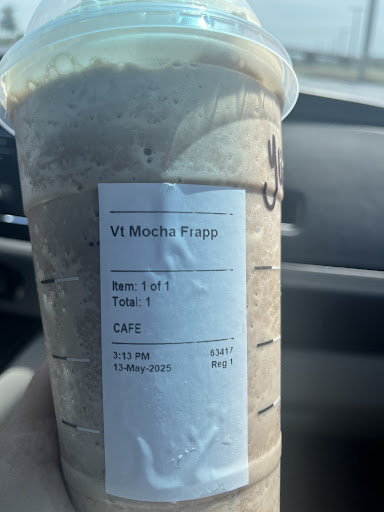 Vt Mocha Frapp
Item: 1 of 1
Total: 1
CAFE
3:13 PM 63417
13-May-2025 Reg 1